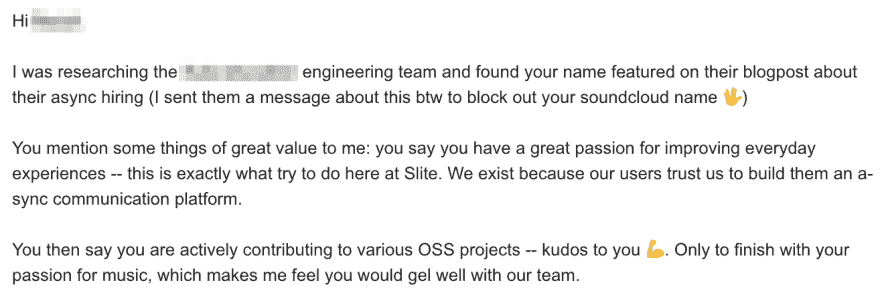 Hi
I was researching the engineering team and found your name featured on their blogpost about
their async hiring (I sent them a message about this btw to block out your soundcloud name 🖖)
You mention some things of great value to me: you say you have a great passion for improving everyday
experiences -- this is exactly what try to do here at Slite. We exist because our users trust us to build them an a-
sync communication platform.
You then say you are actively contributing to various OSS projects -- kudos to you 💪. Only to finish with your
passion for music, which makes me feel you would gel well with our team.